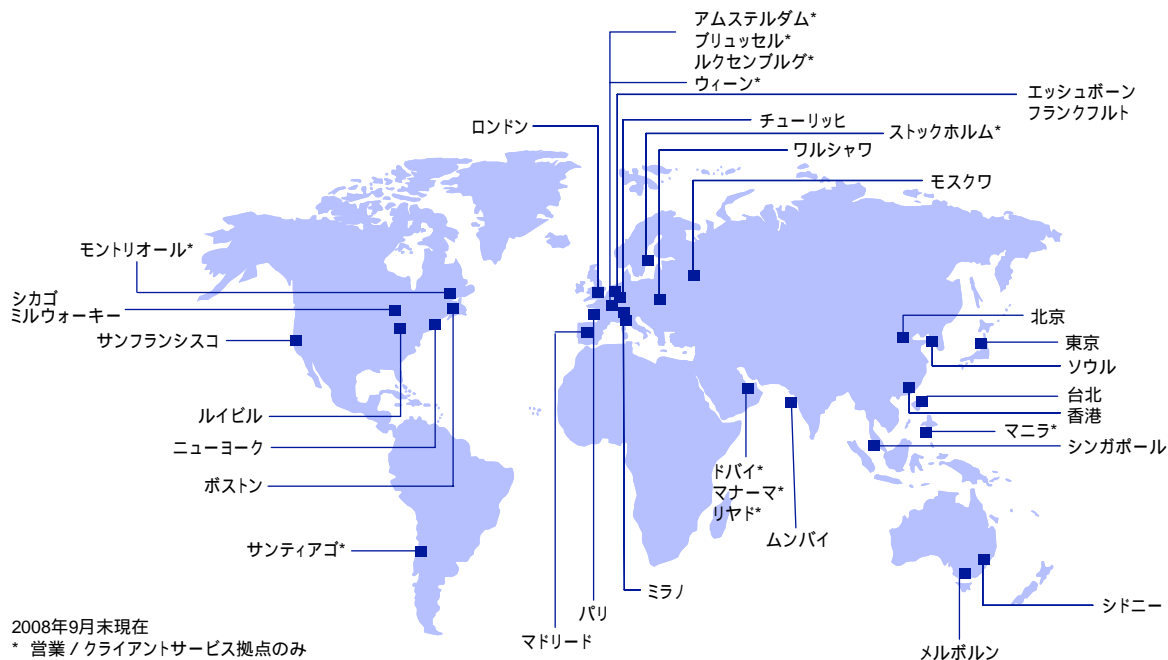 アムステルダム*
ブリュッセル*
ルクセンブルグ*
ウィーン*
エッシュボーン
フランクフルト
ロンドン
チューリッヒ
ストックホルム*
ワルシャワ
モスクワ
モントリオール*
シカゴ
ミルウォーキー
サンフランシスコ
北京
東京
ソウル
台北
香港
マニラ*
シンガポール
ルイビル
ニューヨーク
ボストン
ドバイ*
マナーマ*
リヤド*
ムンバイ
サンティアゴ*
ミラノ
パリ
マドリード
シドニー
メルボルン
2008年9月末現在
* 営業 / クライアントサービス拠点のみ